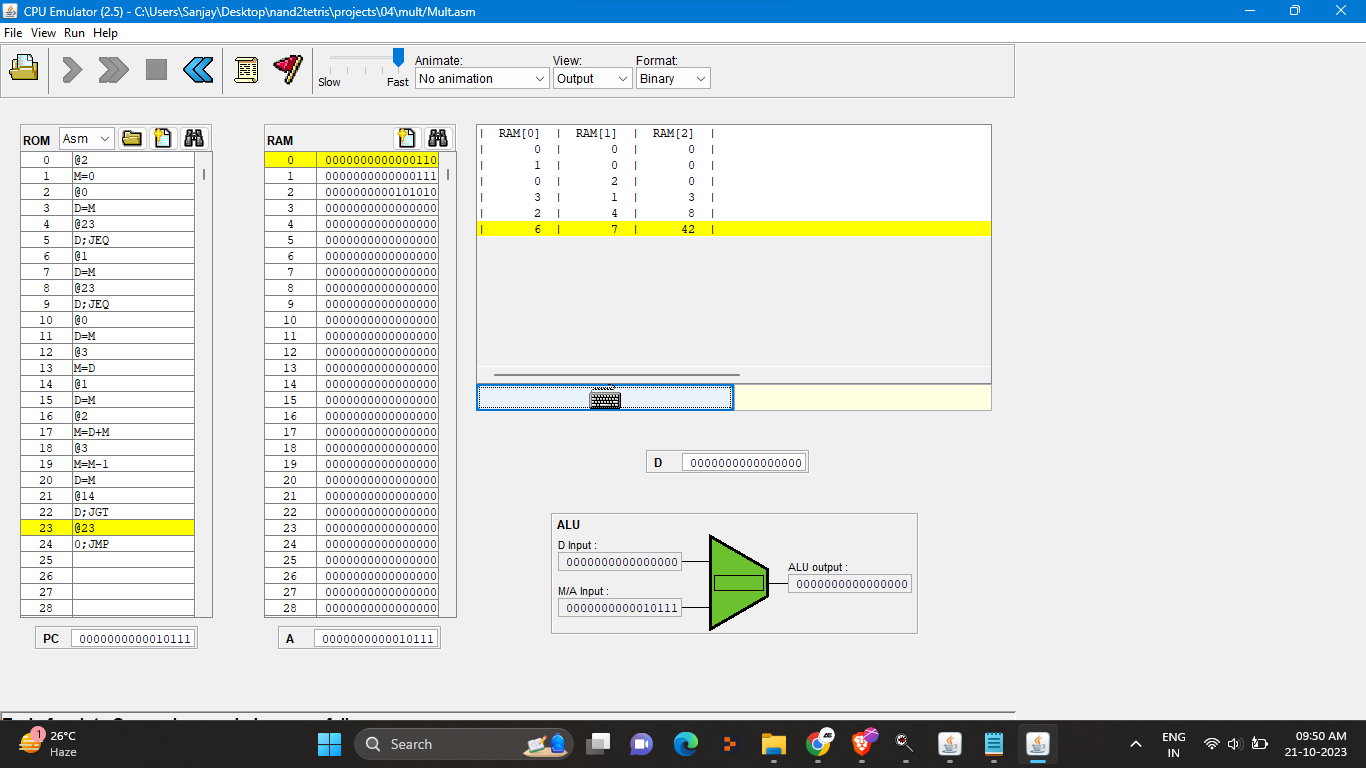 CPU Emulator (2.5) - C:\Users\Sanjay\Desktop\nand2tetris\projects\04\mult/Mult.asm
File View Run Help
Slow Fast
Animate:
No animation
View:
Output
Format:
Binary
ROM Asm
0 @2
1 M=0
2 @0
3 D=M
4 @23
5 D;JEQ
6 @1
7 D=M
8 @23
9 D;JEQ
10 @0
11 D=M
12 @3
13 M=D
14 @1
15 D=M
16 @2
17 M=D+M
18 @3
19 M=M-1
20 D=M
21 @14
22 D;JGT
23 @23
24 0;JMP
25
26
27
28
PC 0000000000010111
RAM
0 0000000000000110
1 0000000000000111
2 0000000000101010
3 0000000000000000
4 0000000000000000
5 0000000000000000
6 0000000000000000
7 0000000000000000
8 0000000000000000
9 0000000000000000
10 0000000000000000
11 0000000000000000
12 0000000000000000
13 0000000000000000
14 0000000000000000
15 0000000000000000
16 0000000000000000
17 0000000000000000
18 0000000000000000
19 0000000000000000
20 0000000000000000
21 0000000000000000
22 0000000000000000
23 0000000000000000
24 0000000000000000
25 0000000000000000
26 0000000000000000
27 0000000000000000
28 0000000000000000
A 0000000000010111
| RAM[0] | RAM[1] | RAM[2] |
| 0 | 0 | 0 |
| 1 | 0 | 0 |
| 0 | 2 | 0 |
| 3 | 1 | 3 |
| 2 | 4 | 8 |
| 6 | 7 | 42 |
D 0000000000000000
ALU
D Input :
0000000000000000
M/A Input :
0000000000010111
ALU output :
0000000000000000
1
26°C
Haze
Search
ENG
IN
09:50 AM
21-10-2023